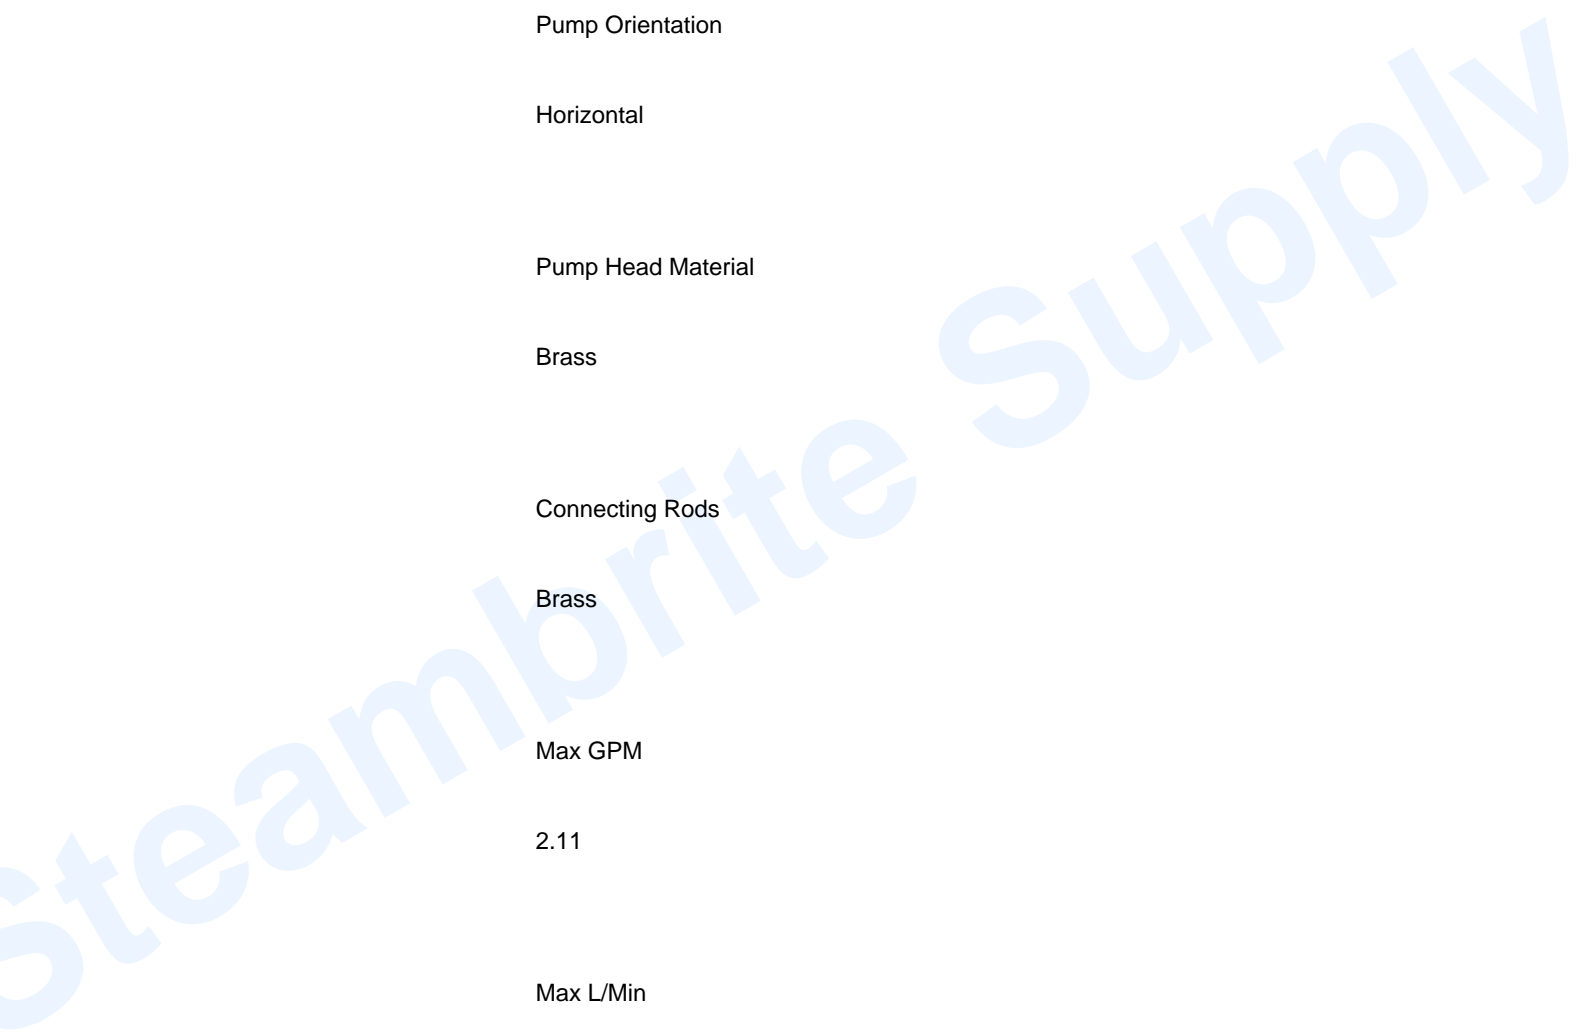 Pump Orientation
Horizontal
Pump Head Material
Brass
Connecting Rods
Brass
Max GPM
2.11
Max L/Min
Steambrite Supply